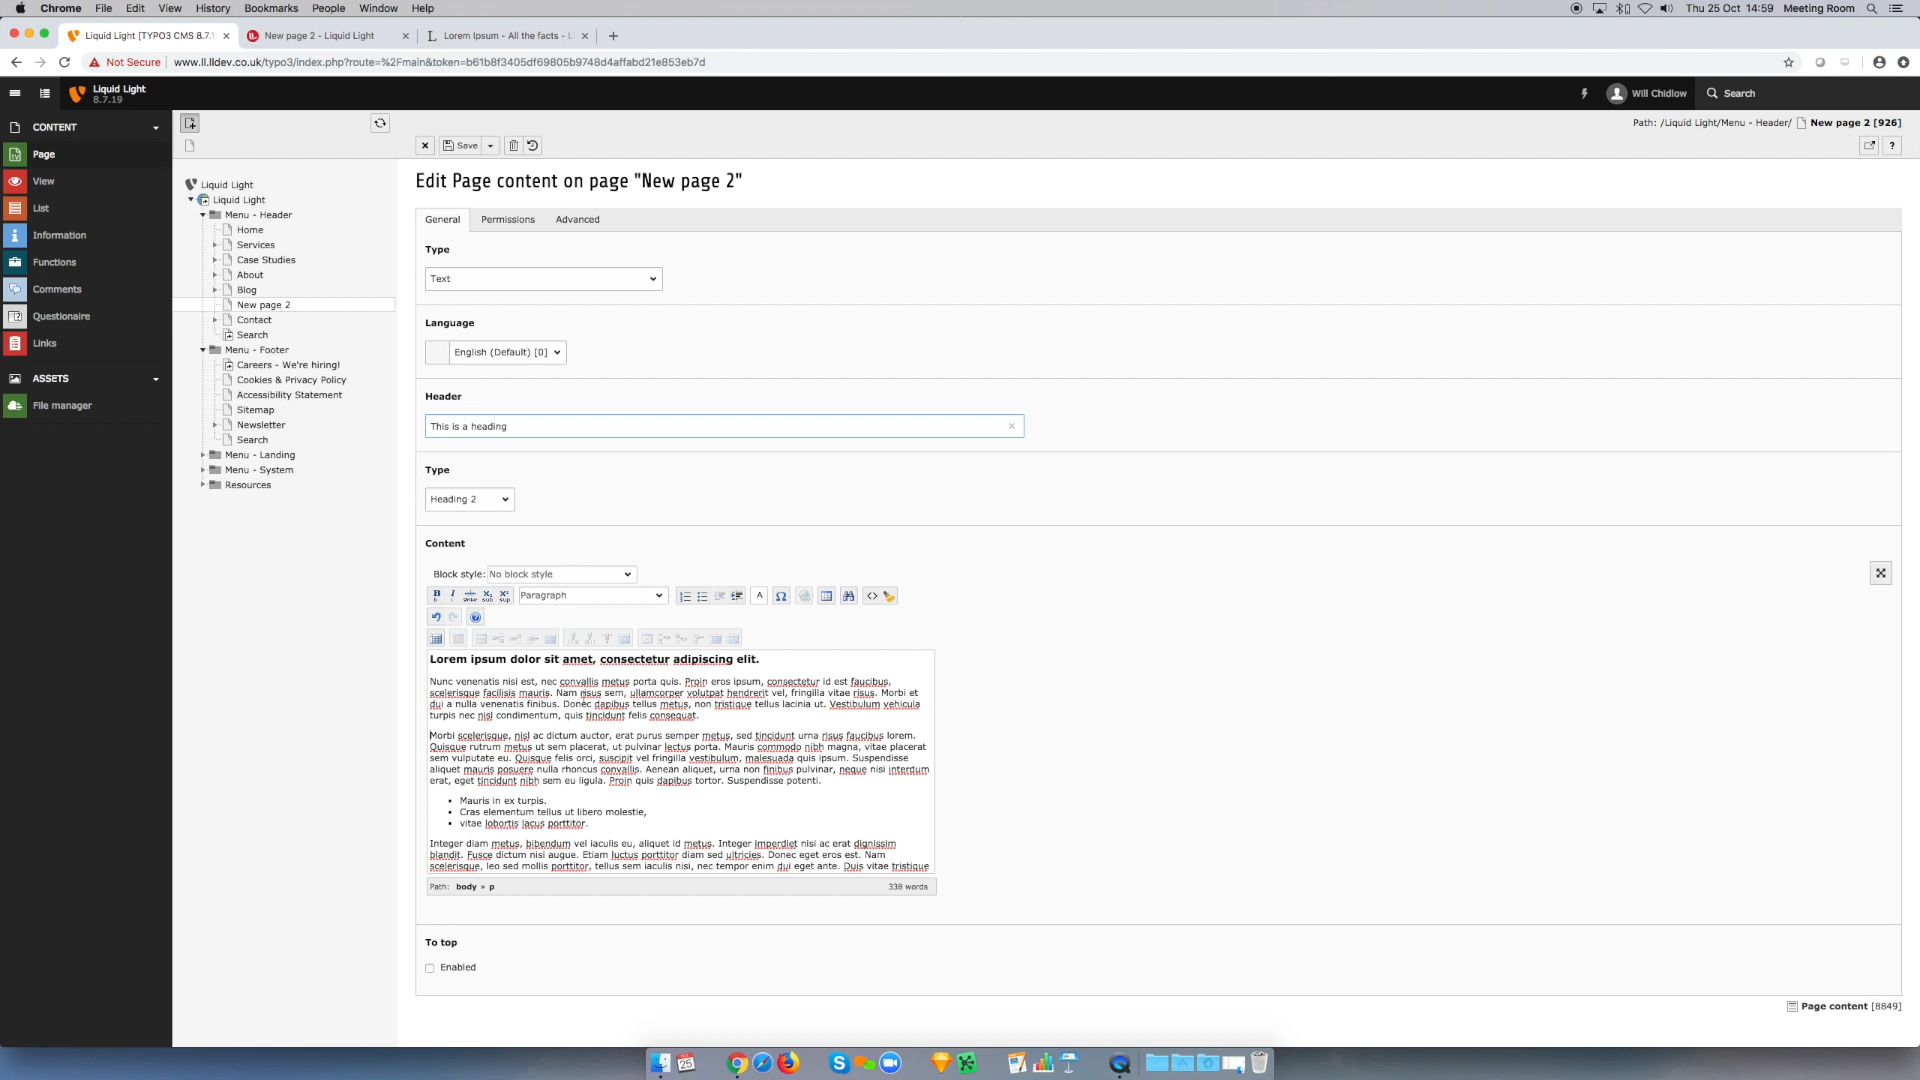 Chrome File Edit View History Bookmarks People Window Help Thu 25 Oct 14:59 Meeting Room
Liquid Light [TYPO3 CMS 8.7.1 New page 2 - Liquid Light Lorem Ipsum - All the facts - L
Not Secure www.ll.lldev.co.uk/typo3/index.php?route=%2Fmain&token=b61b8f3405df69805b9748d4affabd21e853eb7d
Liquid Light
8.7.19
Will Chidlow Search
CONTENT
Page
View
List
Information
Functions
Comments
Questionaire
Links
ASSETS
File manager
Liquid Light
Liquid Light
Menu - Header
Home
Services
Case Studies
About
Blog
New page 2
Contact
Search
Menu - Footer
Careers - We're hiring!
Cookies & Privacy Policy
Accessibility Statement
Sitemap
Newsletter
Search
Menu - Landing
Menu - System
Resources
Path: /Liquid Light/Menu - Header/ New page 2 [926]
Save
Edit Page content on page "New page 2"
General Permissions Advanced
Type
Text
Language
English (Default) [0]
Header
This is a heading
Type
Heading 2
Content
Block style: No block style
Paragraph
Lorem ipsum dolor sit amet, consectetur adipiscing elit.
Nunc venenatis nisi est, nec convallis metus porta quis. Proin eros ipsum, consectetur id est faucibus,
scelerisque facilisis mauris. Nam risus sem, ullamcorper volutpat hendrerit vel, fringilla vitae risus. Morbi et
dui a nulla venenatis finibus. Donec dapibus tellus metus, non tristique tellus lacinia ut. Vestibulum vehicula
turpis nec nisl condimentum, quis tincidunt felis consequat.
Morbi scelerisque, nisl ac dictum auctor, erat purus semper metus, sed tincidunt urna risus faucibus lorem.
Quisque rutrum metus ut sem placerat, ut pulvinar lectus porta. Mauris commodo nibh magna, vitae placerat
sem vulputate eu. Quisque felis orci, suscipit vel fringilla vestibulum, malesuada quis ipsum. Suspendisse
aliquet mauris posuere nulla rhoncus convallis. Aenean aliquet, urna non finibus pulvinar, neque nisi interdum
erat, eget tincidunt nibh sem eu ligula. Proin quis dapibus tortor. Suspendisse potenti.
• Mauris in ex turpis.
• Cras elementum tellus ut libero molestie,
• vitae lobortis lacus porttitor.
Integer diam metus, bibendum vel iaculis eu, aliquet id metus. Integer imperdiet nisi ac erat dignissim
blandit. Fusce dictum nisi augue. Etiam luctus porttitor diam sed ultricies. Donec eget eros est. Nam
scelerisque, leo sed mollis porttitor, tellus sem iaculis nisi, nec tempor enim dui eget ante. Duis vitae tristique
Path: body » p 338 words
To top
Enabled
Page content [8849]